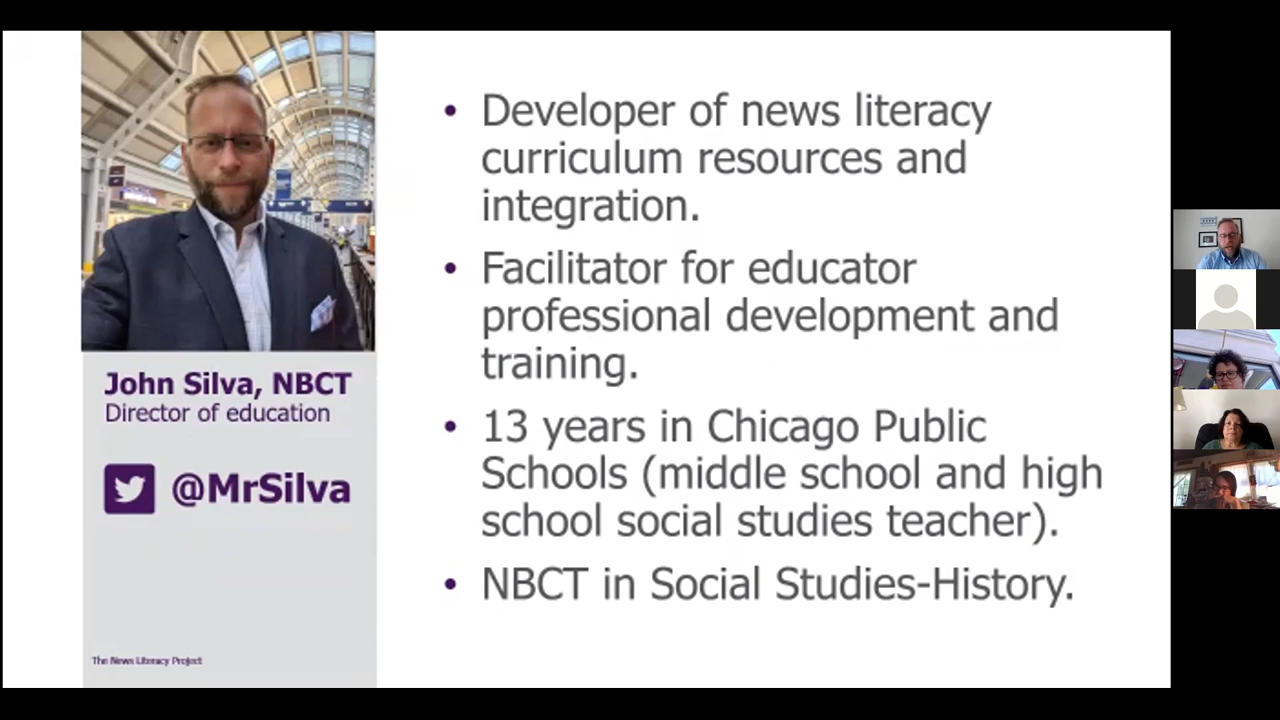 John Silva, NBCT
Director of education
@MrSilva
The News Literacy Project
• Developer of news literacy
curriculum resources and
integration.
• Facilitator for educator
professional development and
training.
• 13 years in Chicago Public
Schools (middle school and high
school social studies teacher).
• NBCT in Social Studies-History.